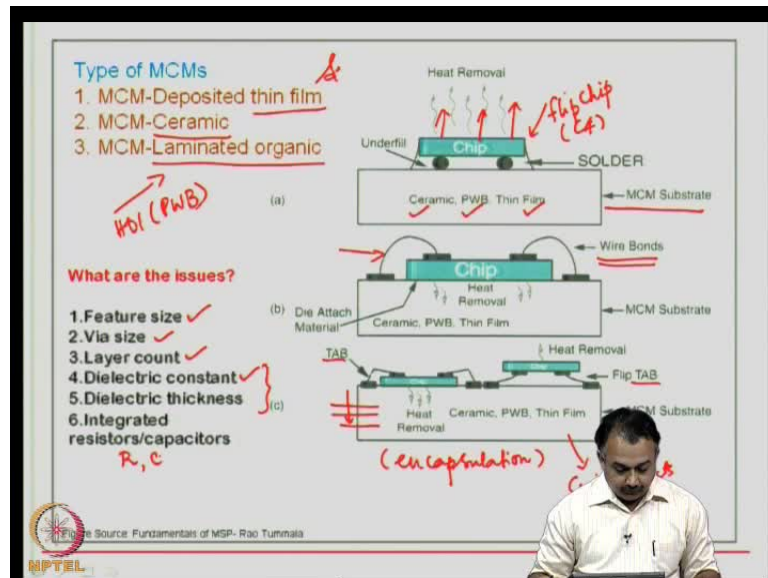 Type of MCMs
1. MCM-Deposited thin film
2. MCM-Ceramic
3. MCM-Laminated organic
HDI (PWB)
What are the issues?
1.Feature size
2.Via size
3.Layer count
4.Dielectric constant
5.Dielectric thickness
6.Integrated
resistors/capacitors
R, C
Heat Removal
flip chip
(C4)
Underfill
Chip
SOLDER
(a)
Ceramic, PWB, Thin Film
MCM Substrate
Wire Bonds
Chip
Heat
Removal
(b)
Die Attach
Material
MCM Substrate
Ceramic, PWB, Thin Film
Heat Removal
TAB
Chip
Chip
Flip TAB
(c)
Heat
Removal
Ceramic, PWB, Thin Film
MCM Substrate
(encapsulation)
Source: Fundamentals of MSP- Rao Tummala
NPTEL